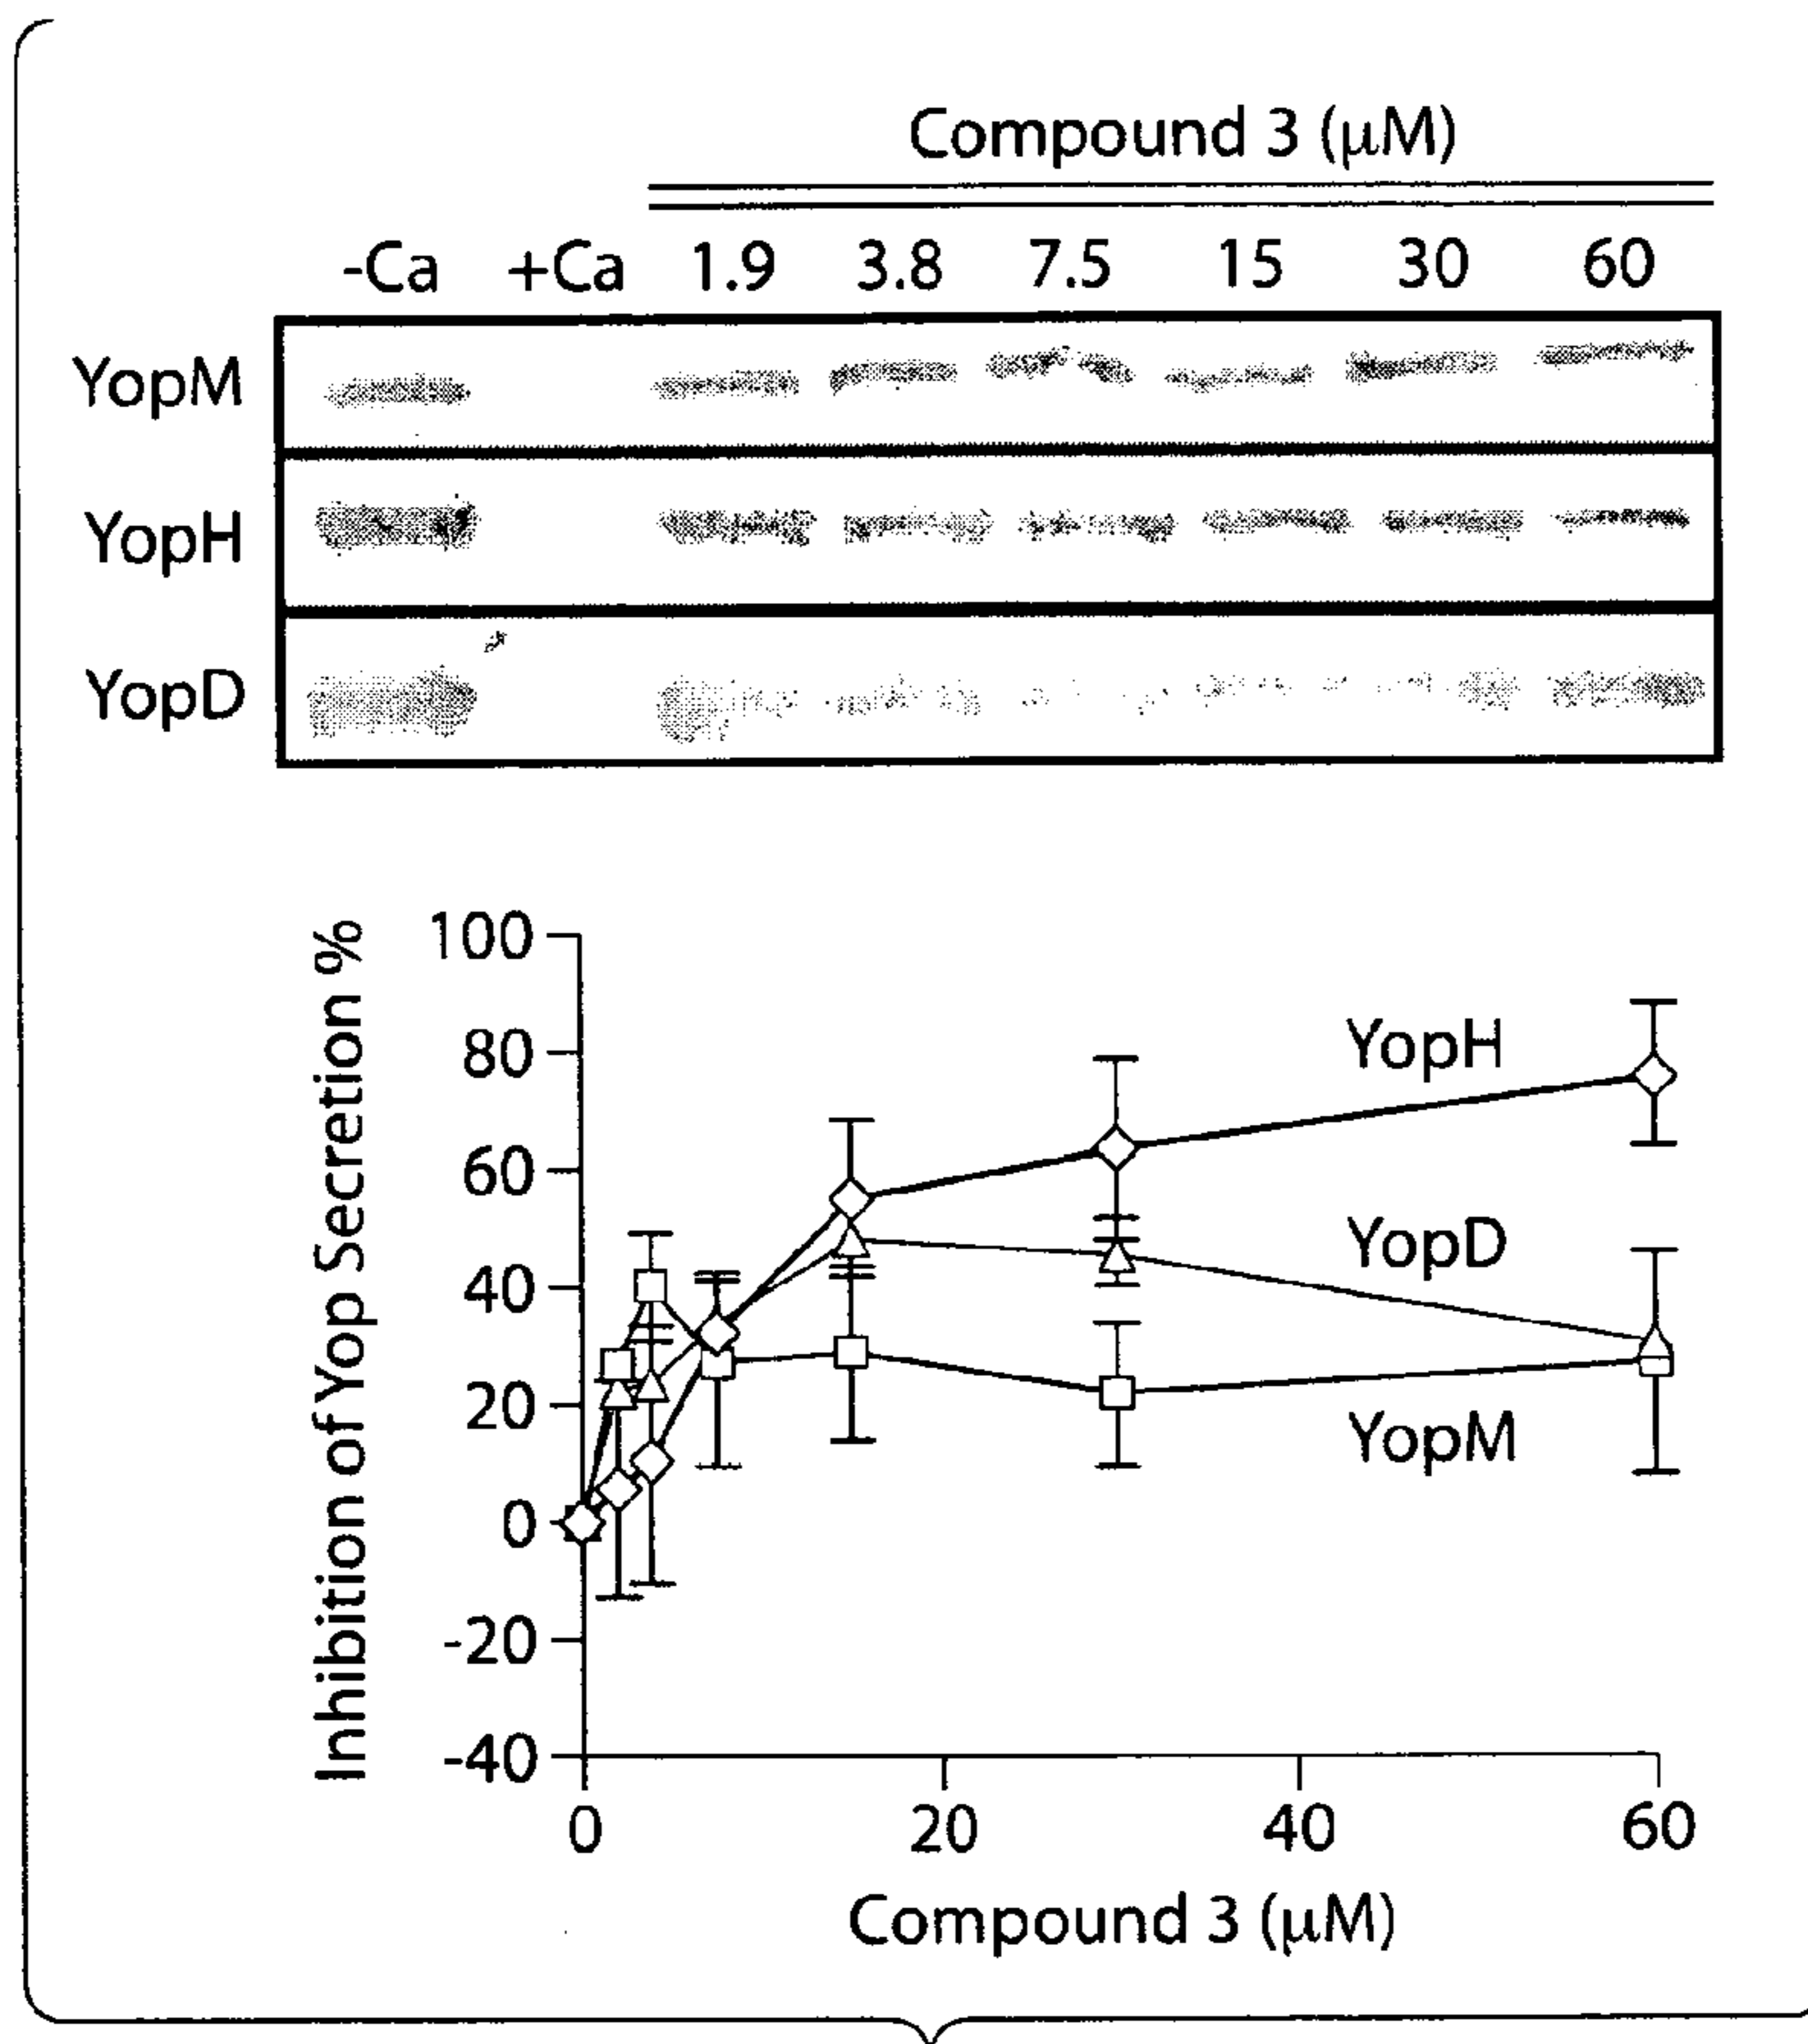 Compound 3 (μM)
-Ca +Ca 1.9 3.8 7.5 15 30 60
YopM
YopH
YopD
Inhibition of Yop Secretion %
100
80
60
40
20
0
-20
-40
YopH
YopD
YopM
0 20 40 60
Compound 3 (μM)